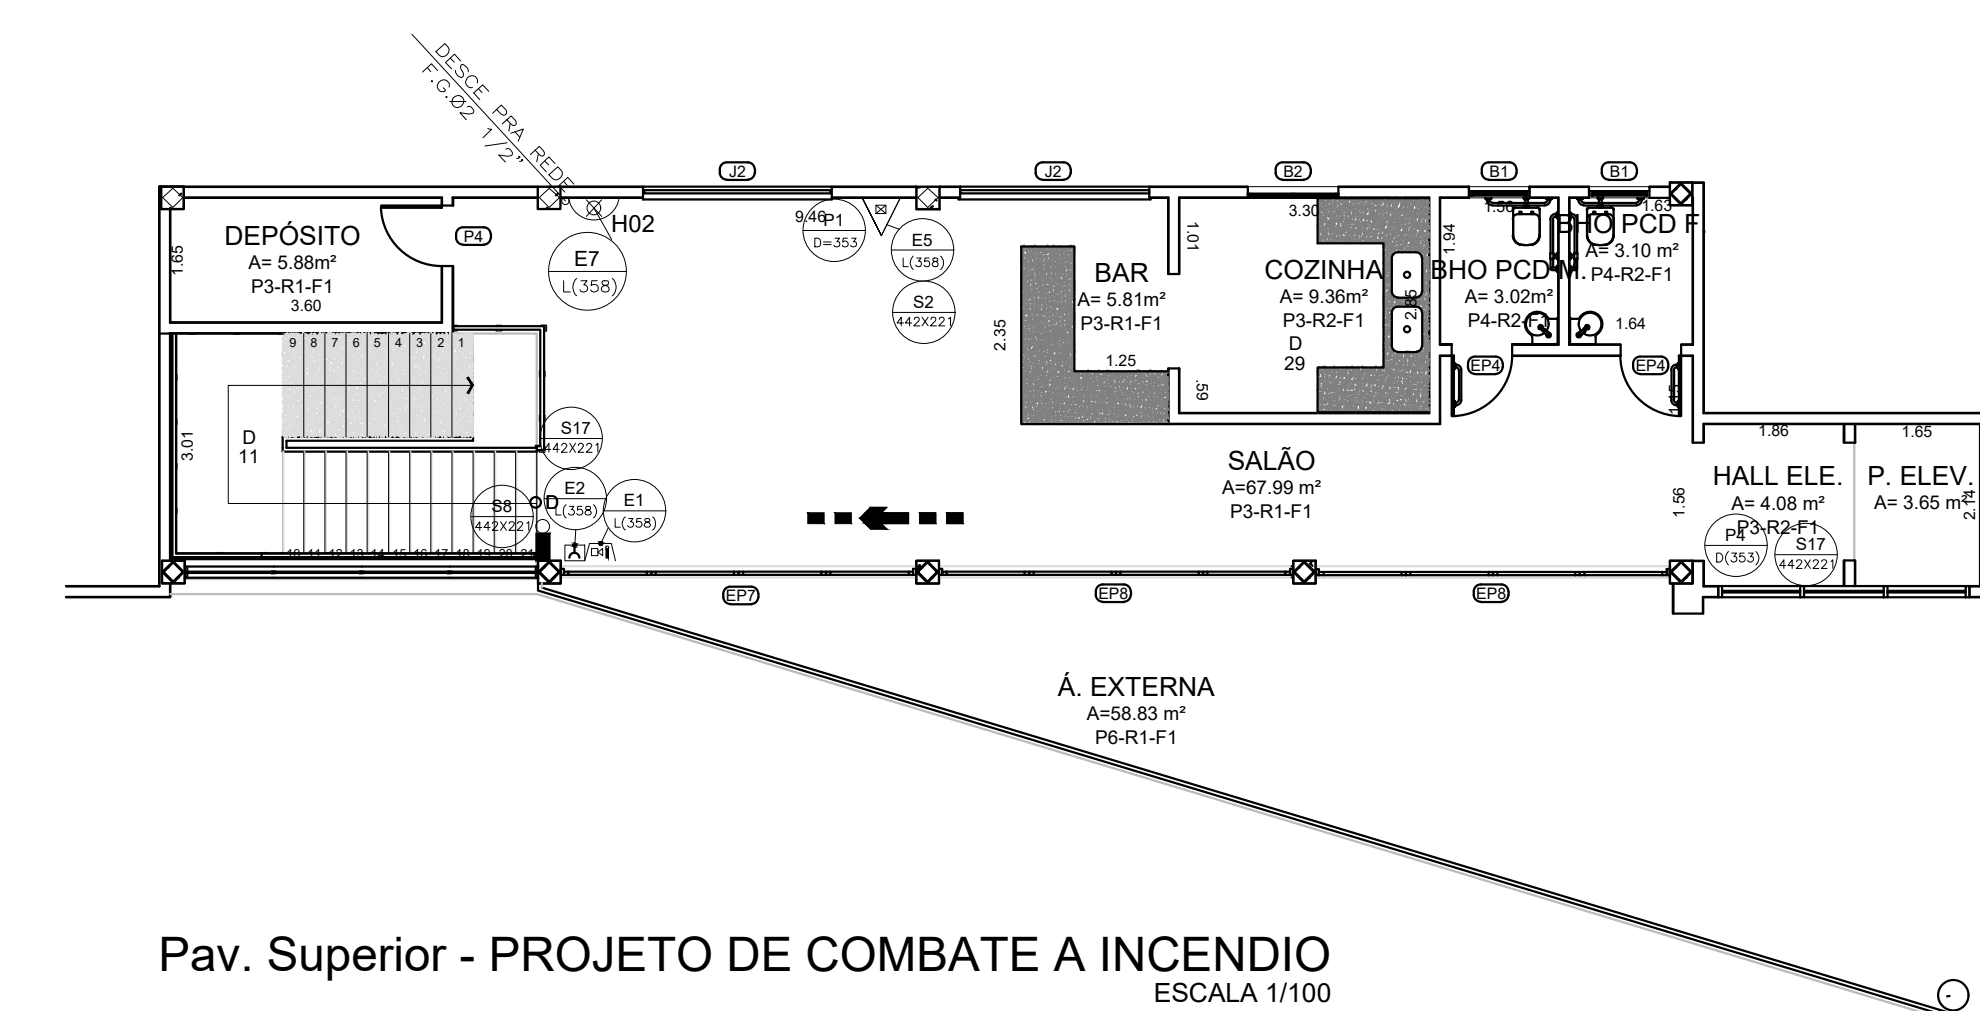 DESCE PRA REDE
F.G.Ø2 1/2"
J2
J2
B2
B1
B1
DEPÓSITO
A= 5.88m²
P3-R1-F1
3.60
1.65
P4
H02
E7
L(358)
9.46
P1
D=353
E5
L(358)
S2
442X221
2.35
BAR
A= 5.81m²
P3-R1-F1
1.25
1.01
.59
3.30
COZINHA
A= 9.36m²
P3-R2-F1
D
29
2.85
1.94
1.56
BHO PCD M.
A= 3.02m²
P4-R2-F1
1.63
BHO PCD F.
A= 3.10 m²
P4-R2-F1
1.64
EP4
EP4
1.15
9 8 7 6 5 4 3 2 1
3.01
D
11
S17
442X221
S8
442X221
E2
L(358)
D
E1
L(358)
10 11 12 13 14 15 16 17 18 19 20 21
SALÃO
A=67.99 m²
P3-R1-F1
1.86
1.65
1.56
HALL ELE.
A= 4.08 m²
P3-R2-F1
P4
D(353)
S17
442X221
P. ELEV.
A= 3.65 m²
2.14
EP7
EP8
EP8
Á. EXTERNA
A=58.83 m²
P6-R1-F1
Pav. Superior - PROJETO DE COMBATE A INCENDIO
ESCALA 1/100